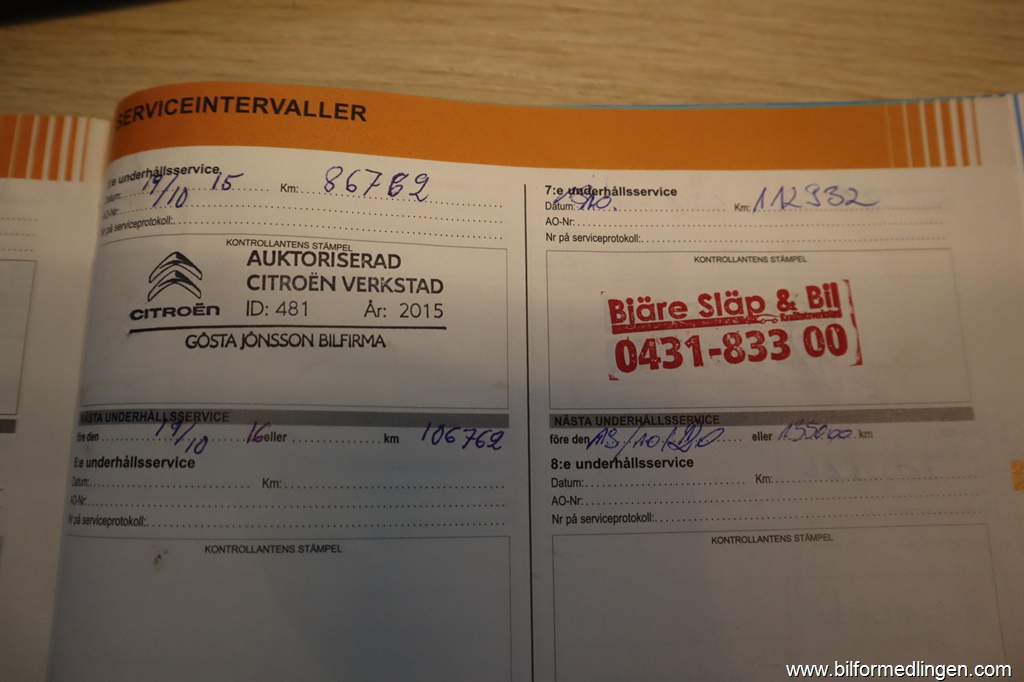 SERVICEINTERVALLER
:e underhållsservice
Datum: 19/10 15 Km: 86762
AO-Nr:
Nr på serviceprotokoll:
KONTROLLANTENS STÄMPEL
AUKTORISERAD
CITROËN VERKSTAD
CITROËN ID: 481 År: 2015
GÖSTA JÖNSSON BILFIRMA
NÄSTA UNDERHÅLLSSERVICE
före den 19/10 16 eller km 106762
6:e underhållsservice
Datum: Km:
AO-Nr:
Nr på serviceprotokoll:
KONTROLLANTENS STÄMPEL
7:e underhållsservice
Datum: Km: 112932
AO-Nr:
Nr på serviceprotokoll:
KONTROLLANTENS STÄMPEL
Bjäre Släp & Bil
0431-833 00
NÄSTA UNDERHÅLLSSERVICE
före den eller km
8:e underhållsservice
Datum: Km:
AO-Nr:
Nr på serviceprotokoll:
KONTROLLANTENS STÄMPEL
www.bilformedlingen.com